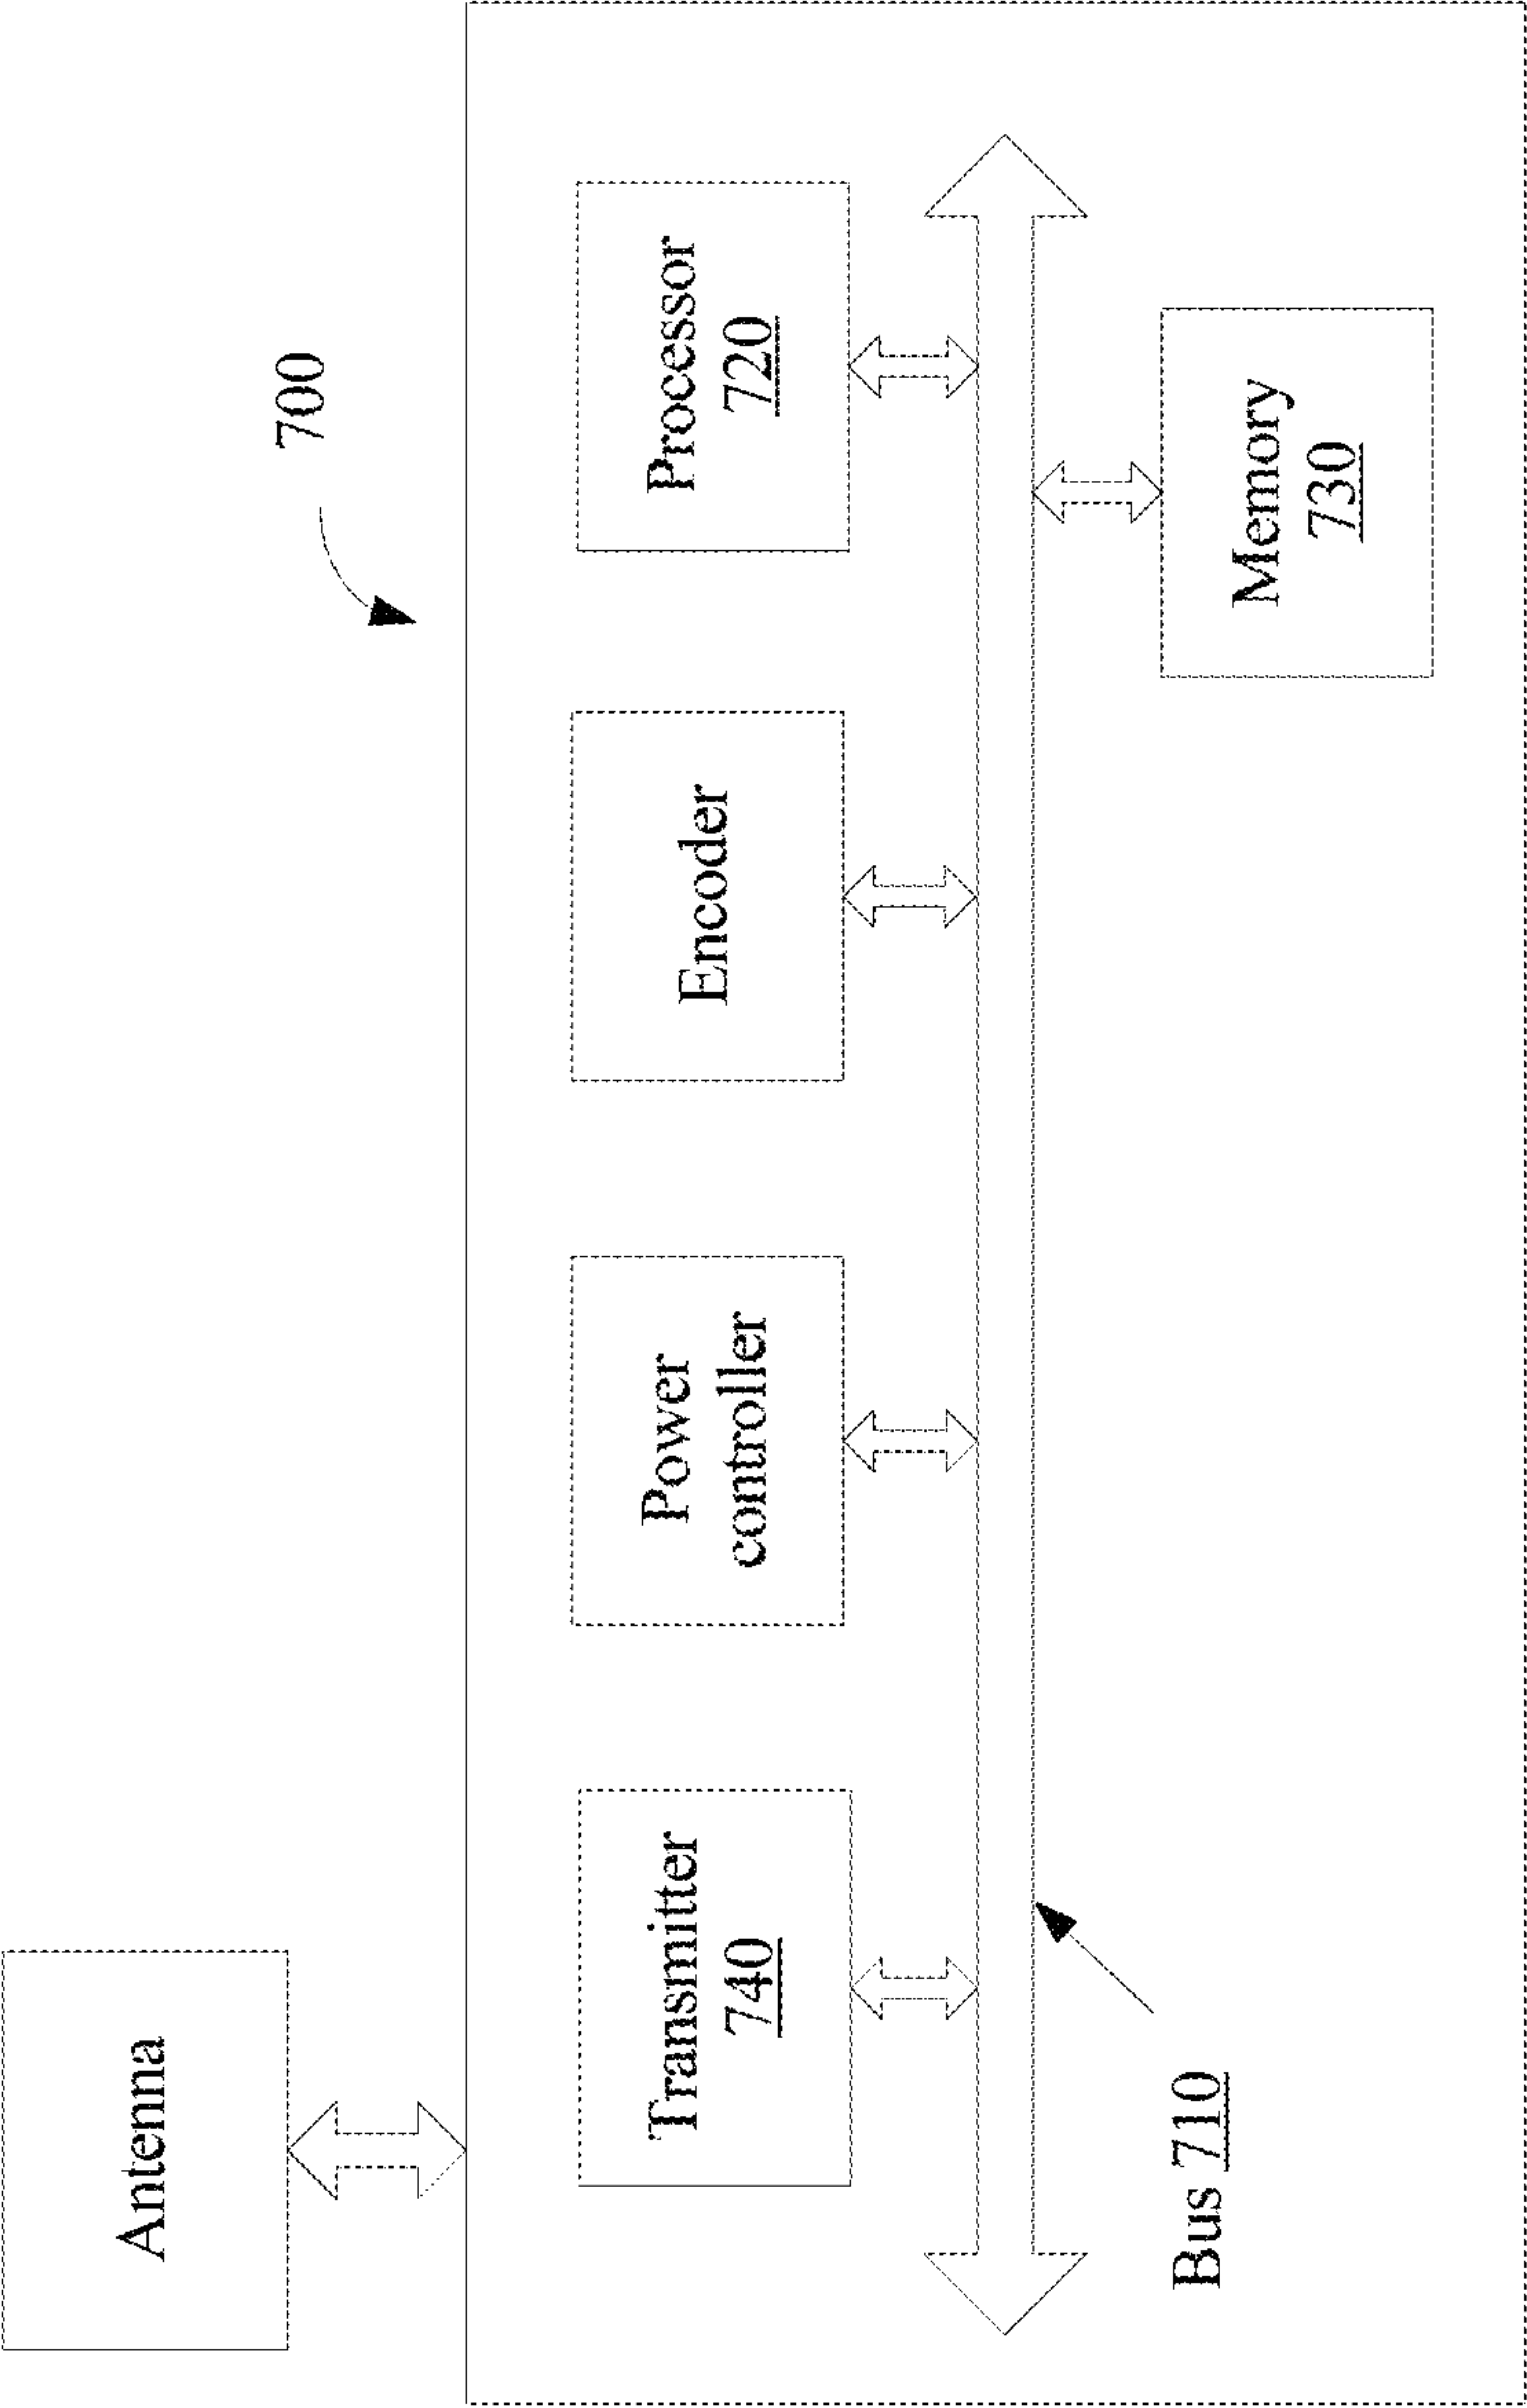 Antenna
700
Transmitter
740
Power
controller
Encoder
Processor
720
Bus 710
Memory
730